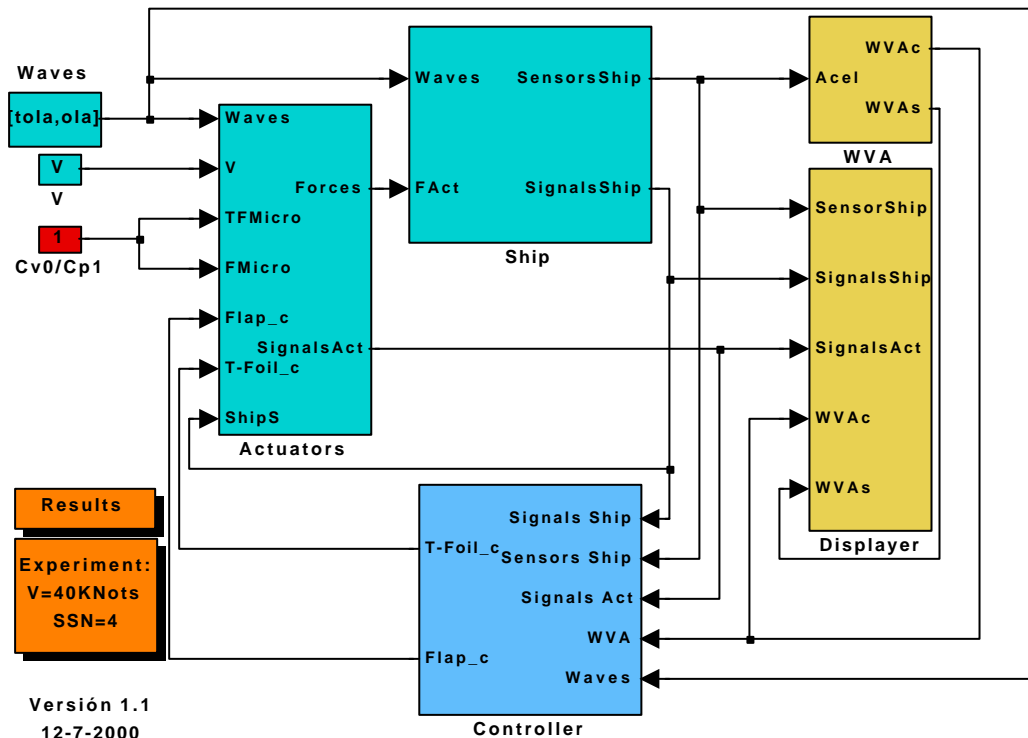 Waves
[tola,ola]
V
V
1
Cv0/Cp1
Waves
V
TFMicro
FMicro
Flap_c
T-Foil_c
ShipS
Forces
SignalsAct
Actuators
Waves
FAct
SensorsShip
SignalsShip
Ship
Acel
WVAc
WVAs
WVA
SensorShip
SignalsShip
SignalsAct
WVAc
WVAs
Displayer
Signals Ship
Sensors Ship
Signals Act
WVA
Waves
T-Foil_c
Flap_c
Controller
Results
Experiment:
V=40KNots
SSN=4
Versión 1.1
12-7-2000